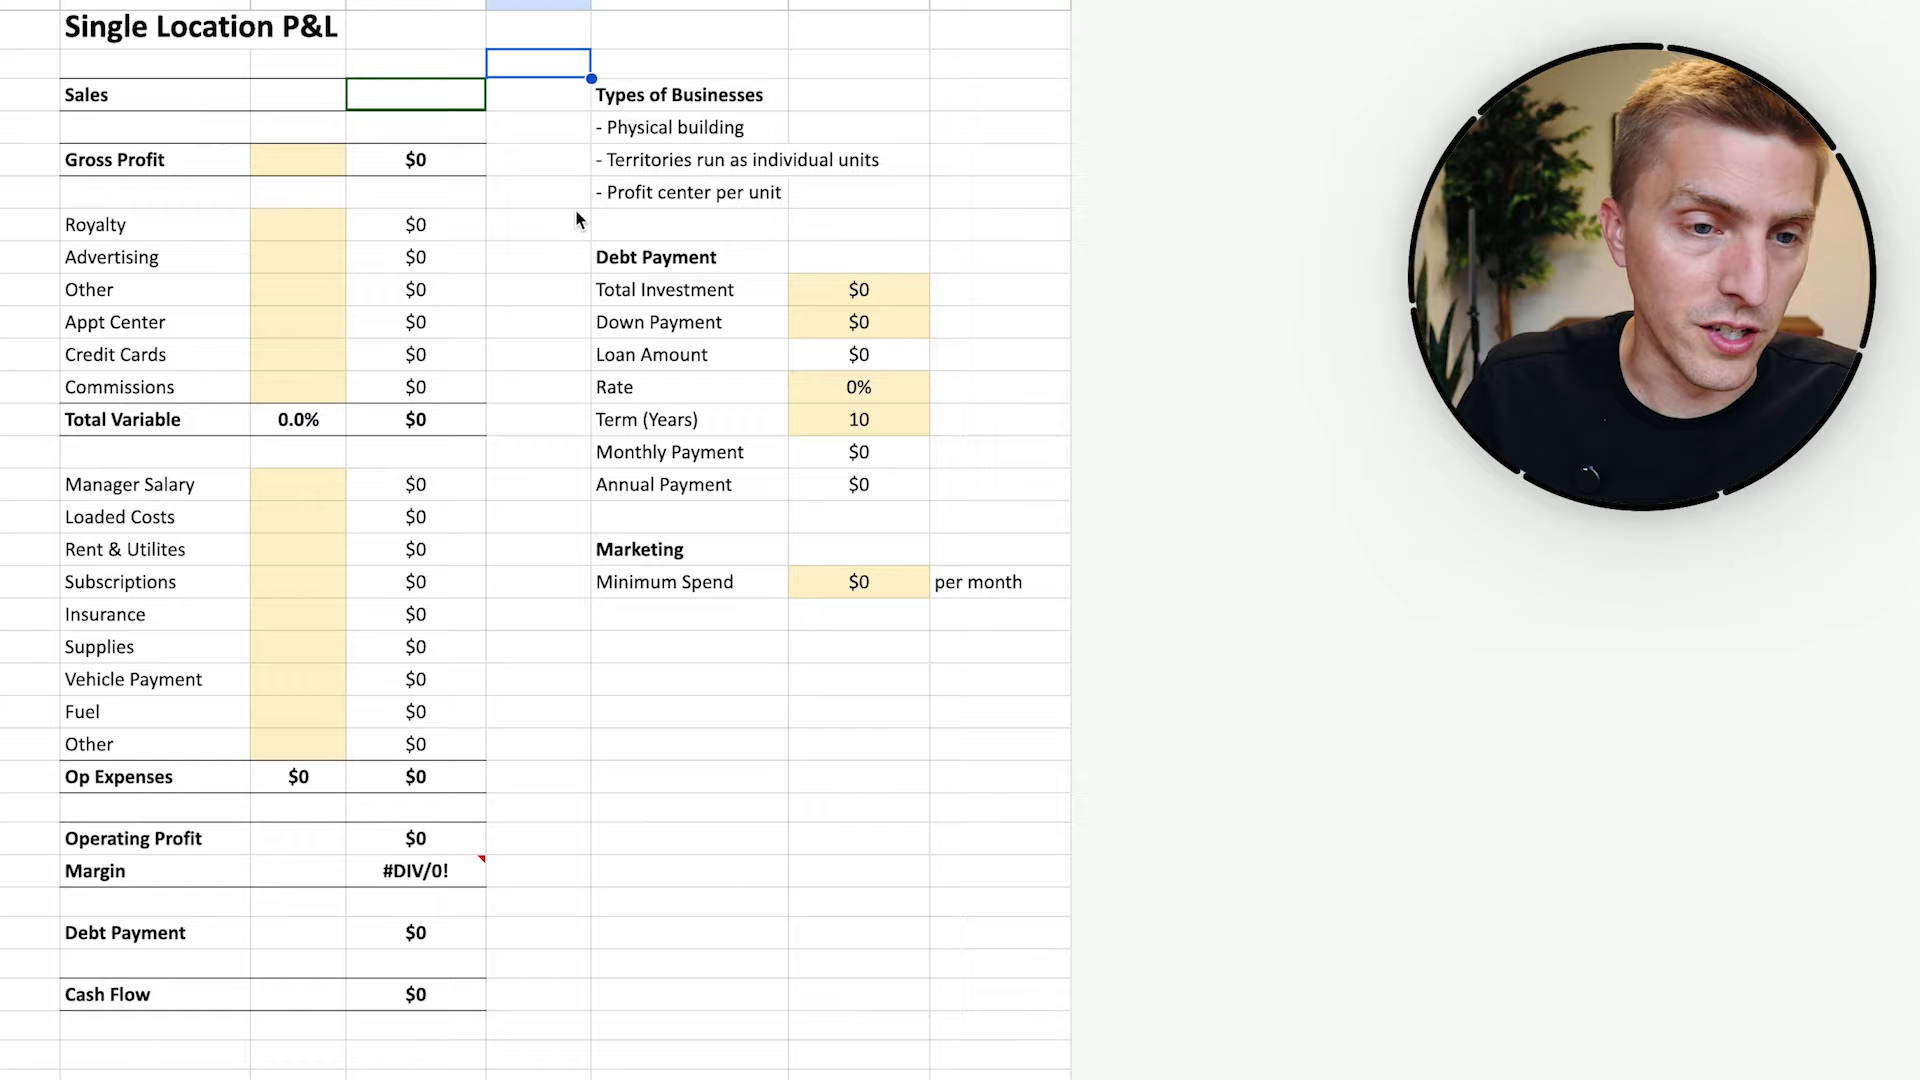 Single Location P&L
Sales
Gross Profit $0
Royalty $0
Advertising $0
Other $0
Appt Center $0
Credit Cards $0
Commissions $0
Total Variable 0.0% $0
Manager Salary $0
Loaded Costs $0
Rent & Utilites $0
Subscriptions $0
Insurance $0
Supplies $0
Vehicle Payment $0
Fuel $0
Other $0
Op Expenses $0 $0
Operating Profit $0
Margin #DIV/0!
Debt Payment $0
Cash Flow $0
Types of Businesses
- Physical building
- Territories run as individual units
- Profit center per unit
Debt Payment
Total Investment $0
Down Payment $0
Loan Amount $0
Rate 0%
Term (Years) 10
Monthly Payment $0
Annual Payment $0
Marketing
Minimum Spend $0 per month